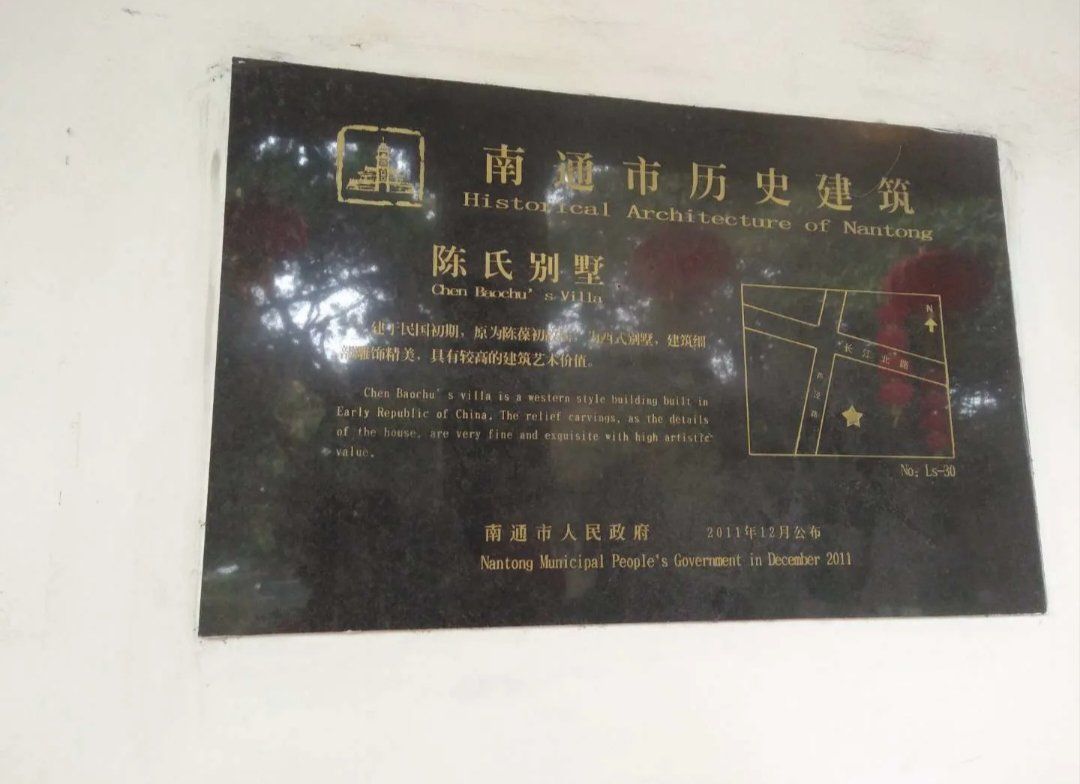 南通市历史建筑
Historical Architecture of Nantong
陈氏别墅
Chen Baochu's Villa
建于民国初期，原为陈葆初 为西式别墅，建筑细
部雕饰精美，具有较高的建筑艺术价值。
Chen Baochu's villa is a western style building built in
Early Republic of China, The relief carvings, as the details
of the house, are very fine and exquisite with high artistic
value.
N
长江北路
No: Ls-30
南通市人民政府 2011年12月公布
Nantong Municipal People's Government in December 2011